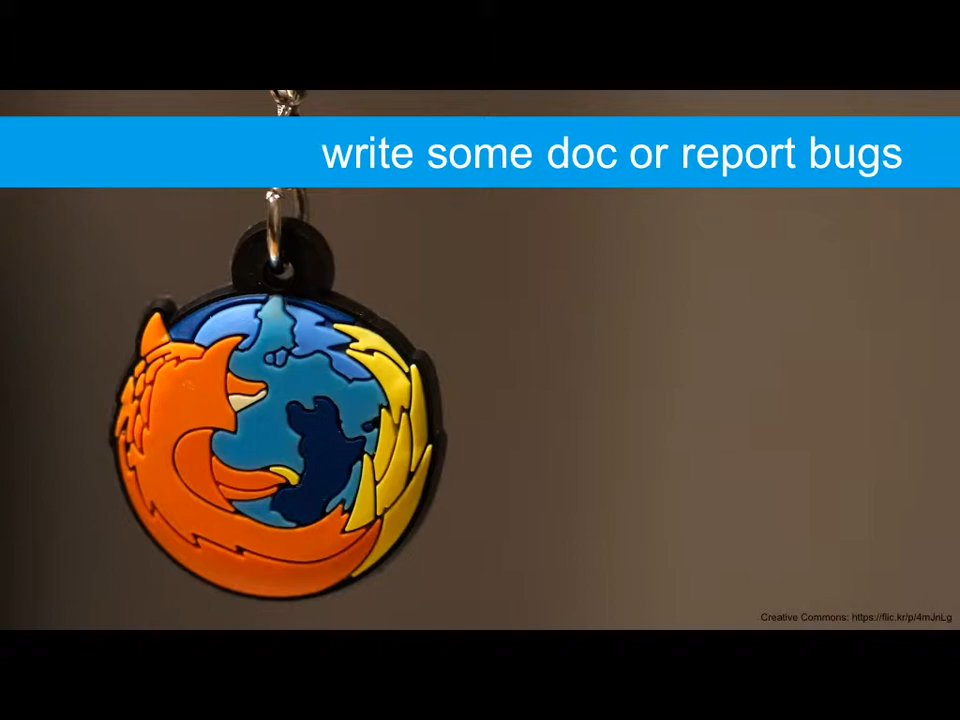 write some doc or report bugs
Creative Commons: https://flic.kr/p/4mJnLg